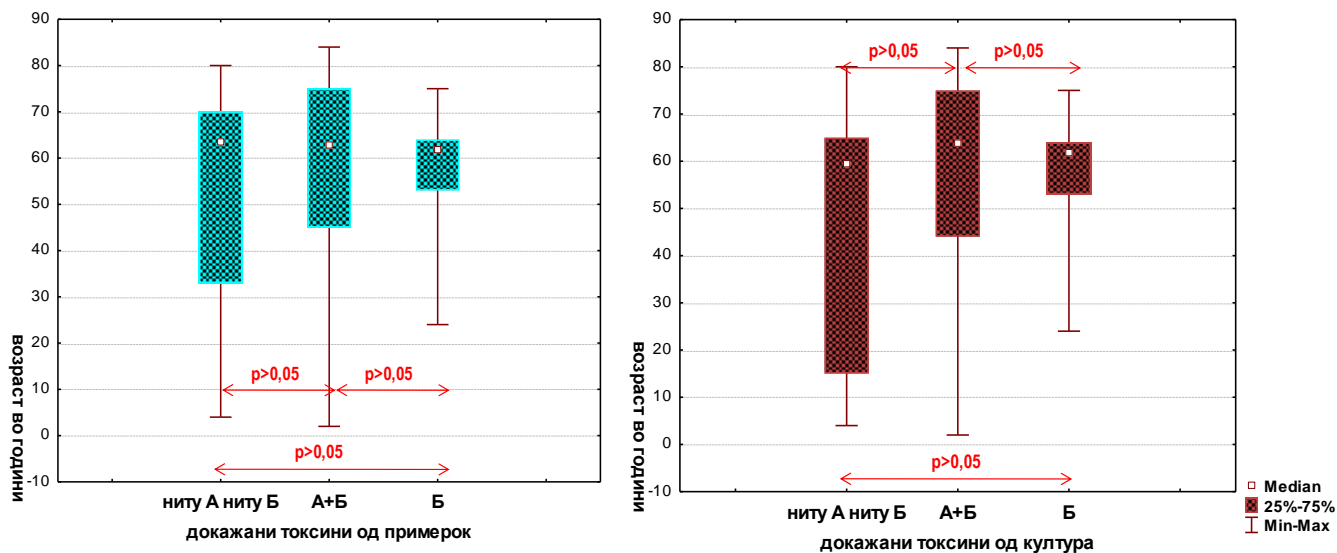 90
80
70
60
50
40
30
20
10
0
-10
возраст во години
p>0,05
p>0,05
p>0,05
ниту А ниту Б
А+Б
Б
докажани токсини од примерок
90
80
70
60
50
40
30
20
10
0
-10
возраст во години
p>0,05
p>0,05
p>0,05
ниту А ниту Б
А+Б
Б
докажани токсини од култура
Median
25%-75%
Min-Max